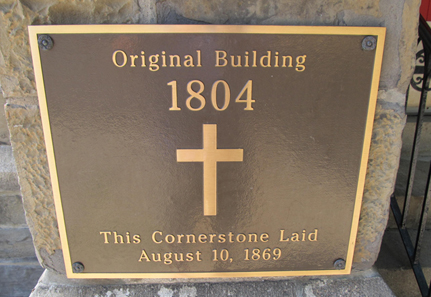 Original Building
1804
This Cornerstone Laid
August 10, 1869